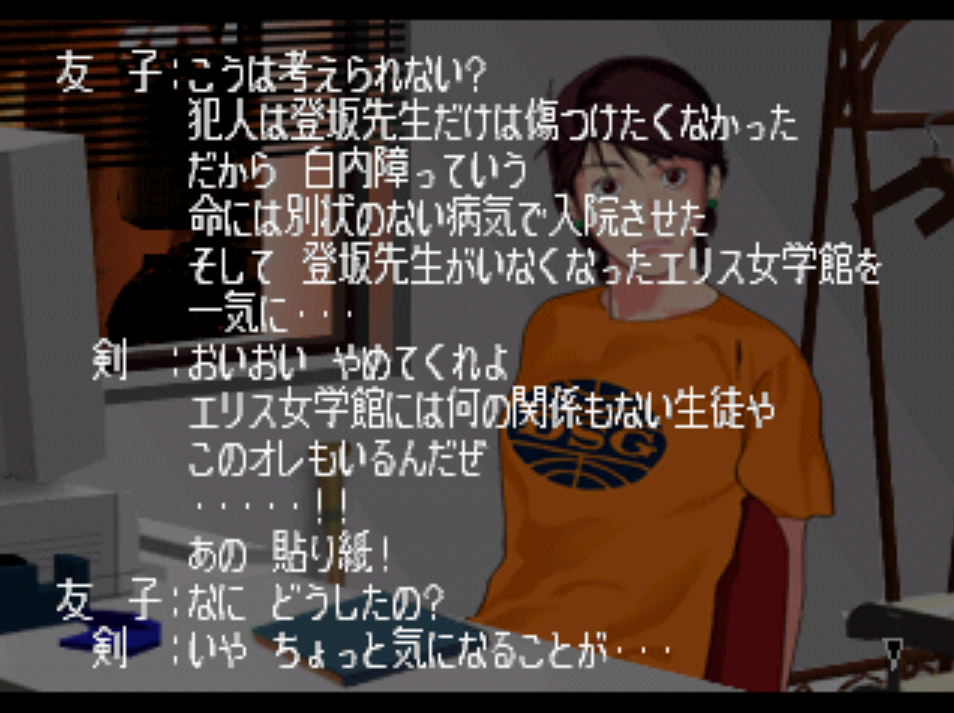 友　子:こうは考えられない?
犯人は登坂先生だけは傷つけたくなかった
だから　白内障っていう
命には別状のない病気で入院させた
そして　登坂先生がいなくなったエリス女学館を
一気に・・・
剣　:おいおい　やめてくれよ
エリス女学館には何の関係もない生徒や
このオレもいるんだぜ
・・・・・!!
あの　貼り紙!
友　子:なに　どうしたの?
剣　:いや　ちょっと気になることが・・・
DSG